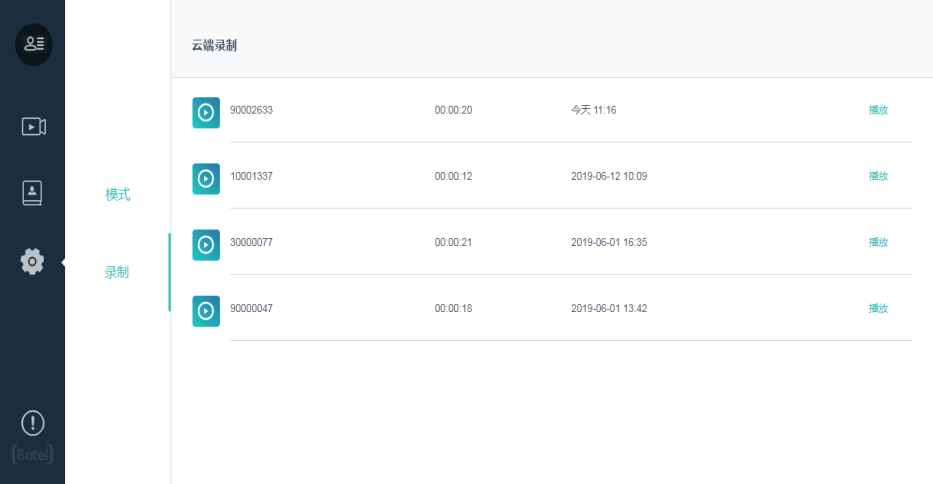 云端录制
90002633 00:00:20 今天 11:16 播放
10001337 00:00:12 2019-06-12 10:09 播放
模式
30000077 00:00:21 2019-06-01 16:35 播放
录制
90000047 00:00:18 2019-06-01 13:42 播放
(Butel)